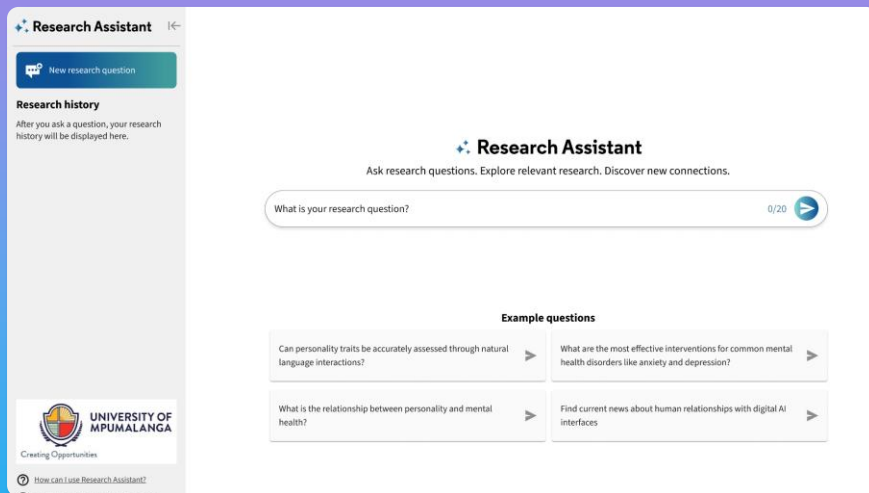 Research Assistant
New research question
Research history
After you ask a question, your research
history will be displayed here.
UNIVERSITY OF
MPUMALANGA
Creating Opportunities
How can I use Research Assistant?
Research Assistant
Ask research questions. Explore relevant research. Discover new connections.
What is your research question? 0/20
Example questions
Can personality traits be accurately assessed through natural
language interactions?
What are the most effective interventions for common mental
health disorders like anxiety and depression?
What is the relationship between personality and mental
health?
Find current news about human relationships with digital AI
interfaces